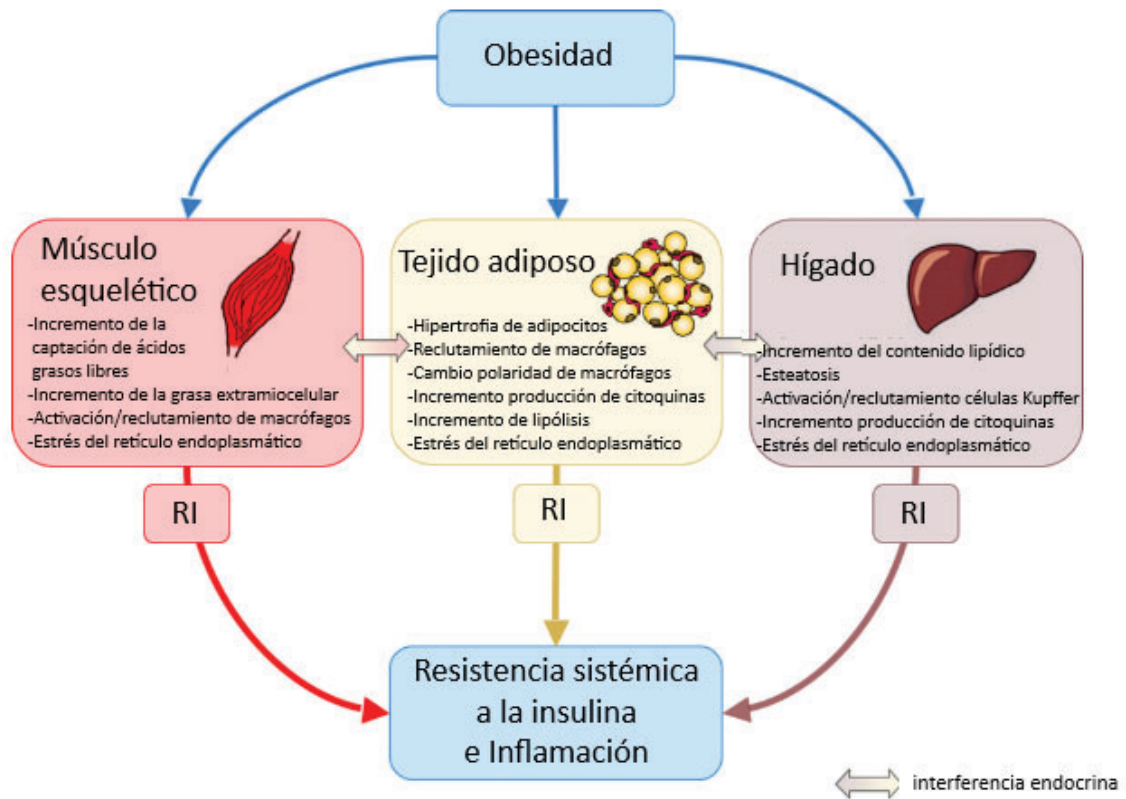 Obesidad
Músculo
esquelético
-Incremento de la
captación de ácidos
grasos libres
-Incremento de la grasa extramiocelular
-Activación/reclutamiento de macrófagos
-Estrés del retículo endoplasmático
Tejido adiposo
-Hipertrofia de adipocitos
-Reclutamiento de macrófagos
-Cambio polaridad de macrófagos
-Incremento producción de citoquinas
-Incremento de lipólisis
-Estrés del retículo endoplasmático
Hígado
-Incremento del contenido lipídico
-Esteatosis
-Activación/reclutamiento células Kupffer
-Incremento producción de citoquinas
-Estrés del retículo endoplasmático
RI
RI
RI
Resistencia sistémica
a la insulina
e Inflamación
interferencia endocrina